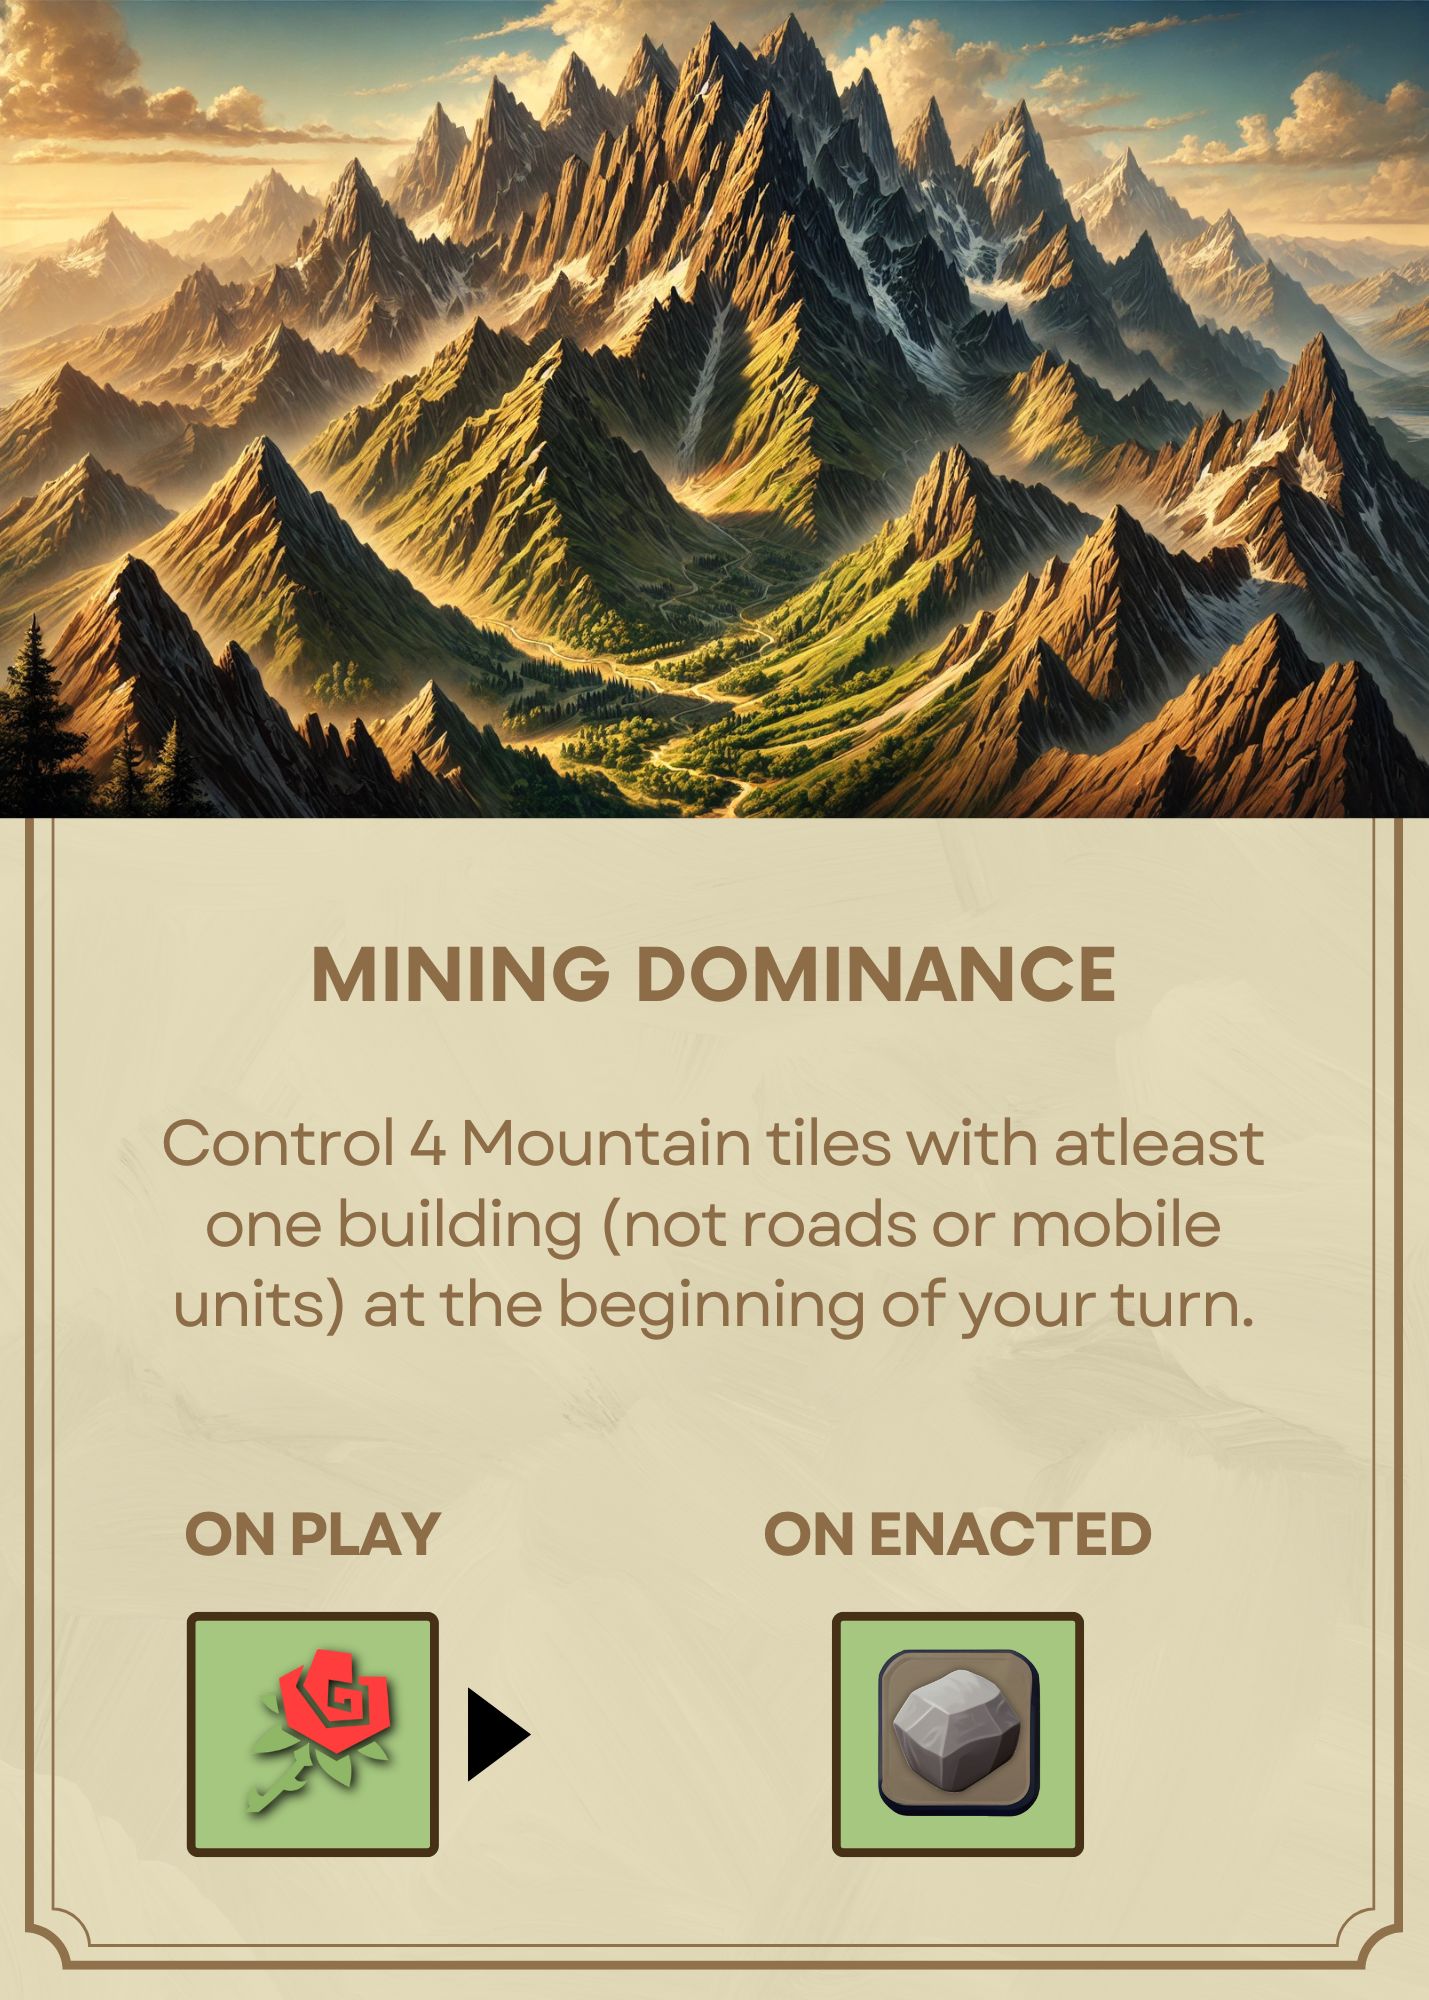 MINING DOMINANCE
Control 4 Mountain tiles with atleast
one building (not roads or mobile
units) at the beginning of your turn.
ON PLAY
ON ENACTED